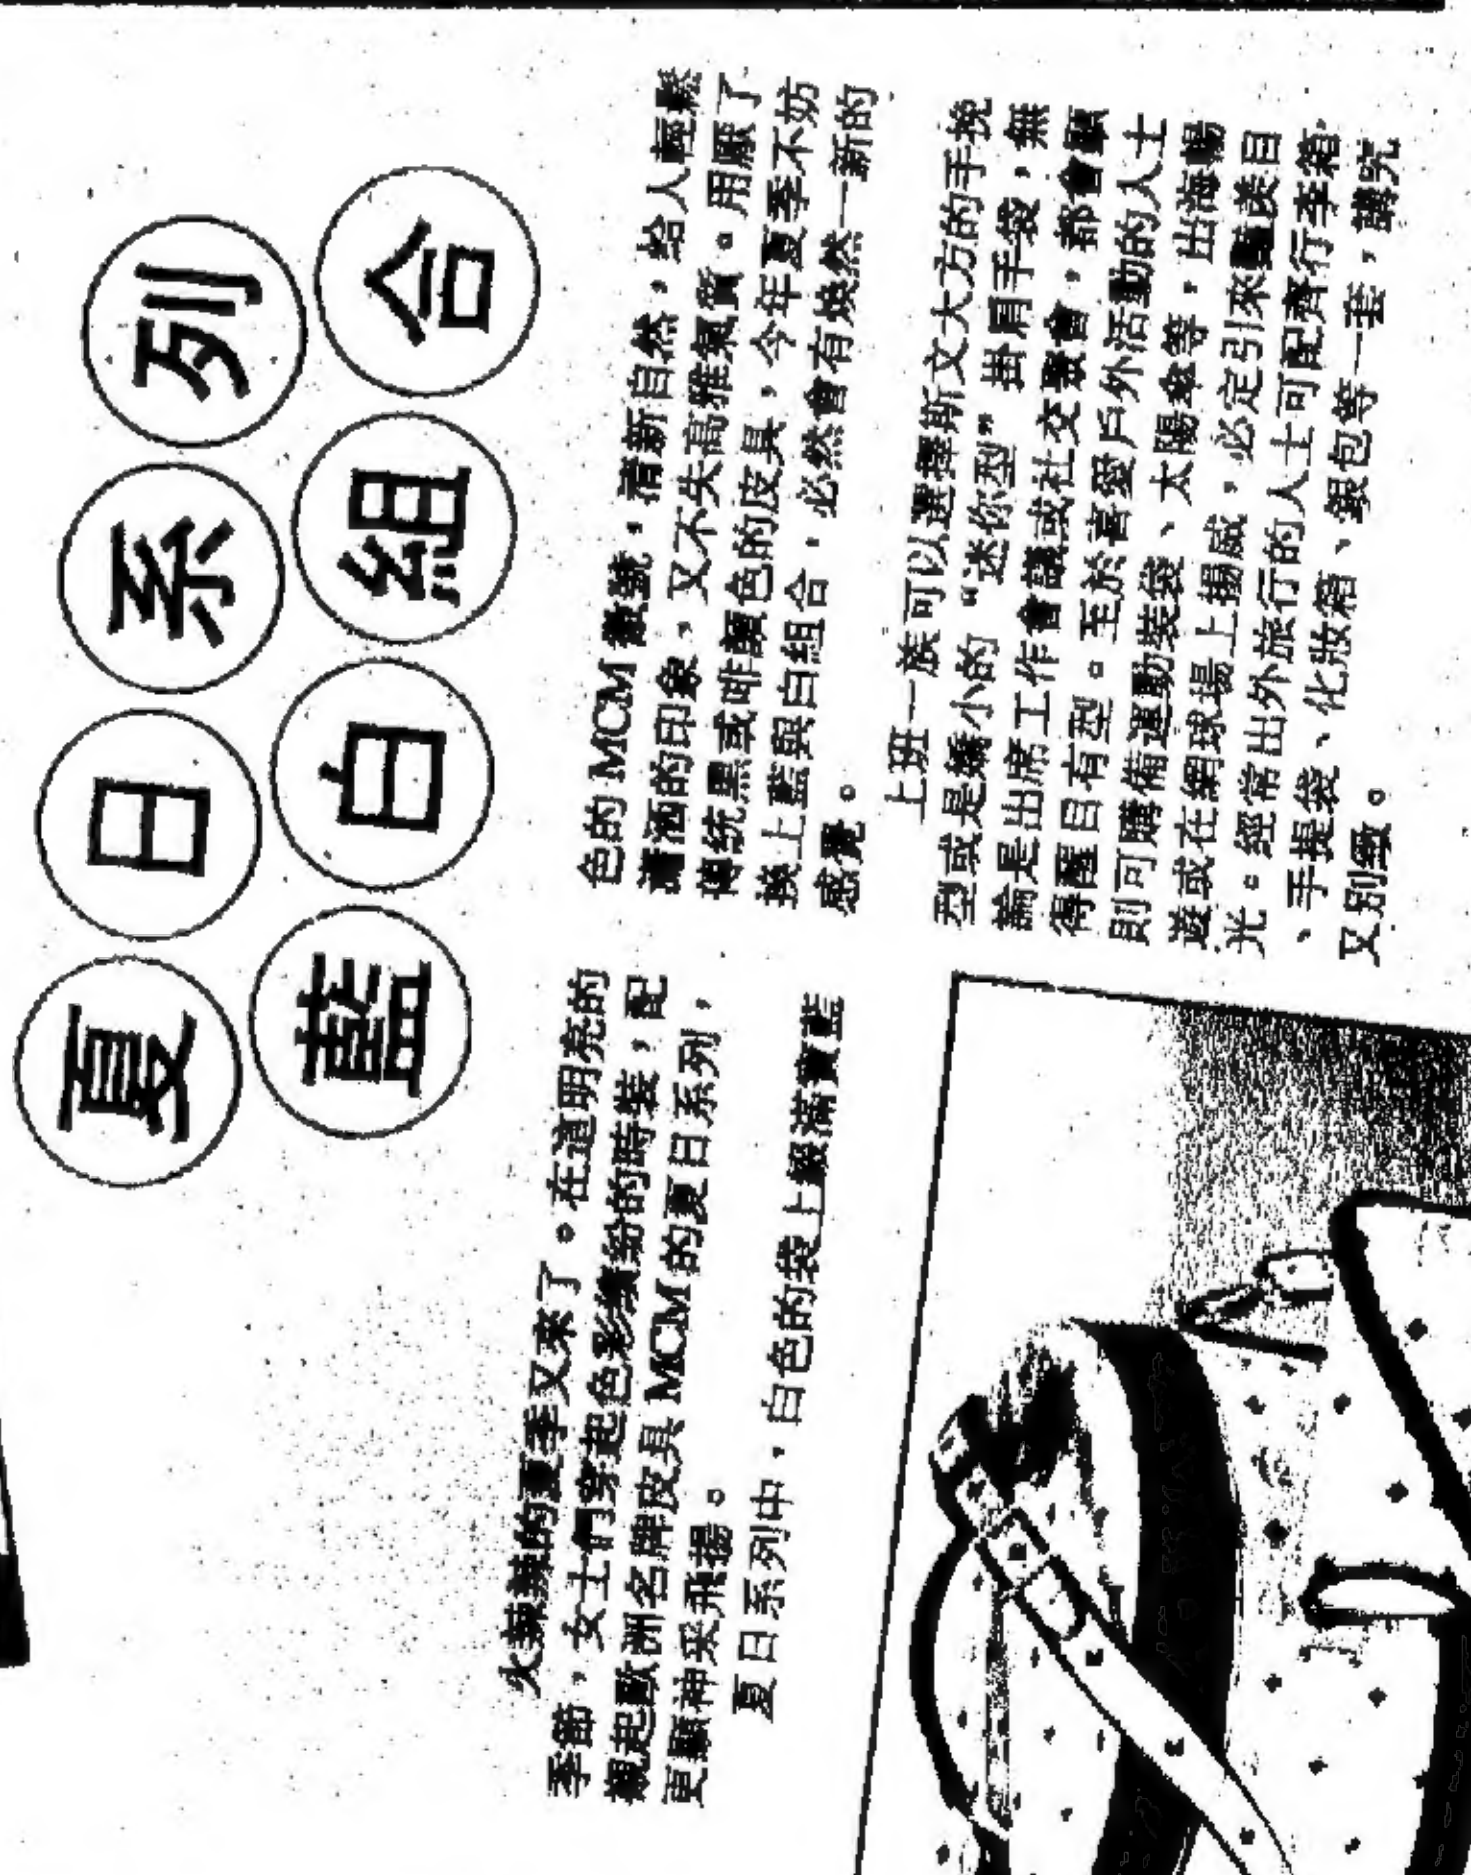 夏日系列
藍白組合
火辣辣的夏季又來了。在這明亮的
季節,女士們穿起色彩繽紛的時裝,配
襯起歐洲名牌皮具 MCM 的夏日系列,
更顯神采飛揚。
夏日系列中,白色的袋上綴滿寶藍
色的 MCM 徽號,清新自然,給人輕鬆
瀟洒的印象,又不失高雅氣質。用厭了
傳統黑或啡顏色的皮具,今年夏季不妨
換上藍與白組合,必然會有煥然一新的
感覺。
上班一族可以選擇斯文大方的手挽
型或是嬌小的“迷你型”掛肩手袋,無
論是出席工作會議或社交聚會,都會顯
得醒目有型。至於喜愛戶外活動的人士
則可購備運動裝袋、太陽傘等,出海暢
遊或在網球場上揚威,必定引來豔羨目
光。經常出外旅行的人士可配齊行李箱
、手提袋、化妝箱、銀包等一套,講究
又別緻。